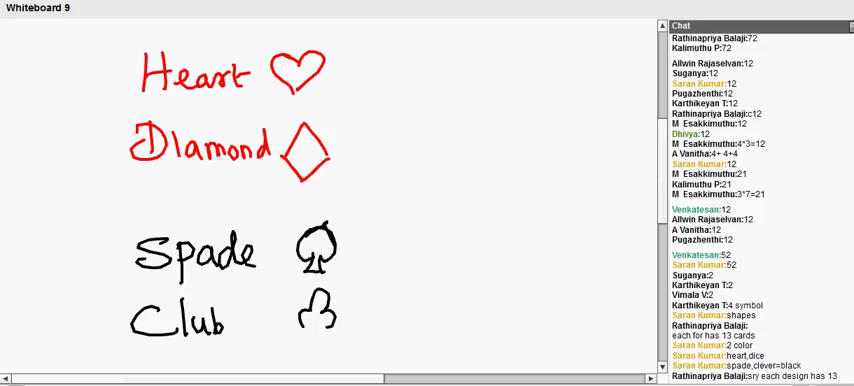 Whiteboard 9
Heart
Diamond
Spade
Club
Chat
Rathinapriya Balaji:72
Kalimuthu P:72
Allwin Rajaselvan:12
Suganya:12
Saran Kumar:12
Pugazhenthi:12
Karthikeyan T:12
Rathinapriya Balaji:c12
M Esakkimuthu:12
Dhivya:12
M Esakkimuthu:4*3=12
A Vanitha:4+ 4+4
Saran Kumar:12
M Esakkimuthu:21
Kalimuthu P:21
M Esakkimuthu:3*7=21
Venkatesan:12
Allwin Rajaselvan:12
A Vanitha:12
Pugazhenthi:12
Venkatesan:52
Saran Kumar:52
Suganya:2
Karthikeyan T:2
Vimala V:2
Karthikeyan T:4 symbol
Saran Kumar:shapes
Rathinapriya Balaji:
each for has 13 cards
Saran Kumar:2 color
Saran Kumar:heart,dice
Saran Kumar:spade,clever=black
Rathinapriya Balaji:sry each design has 13